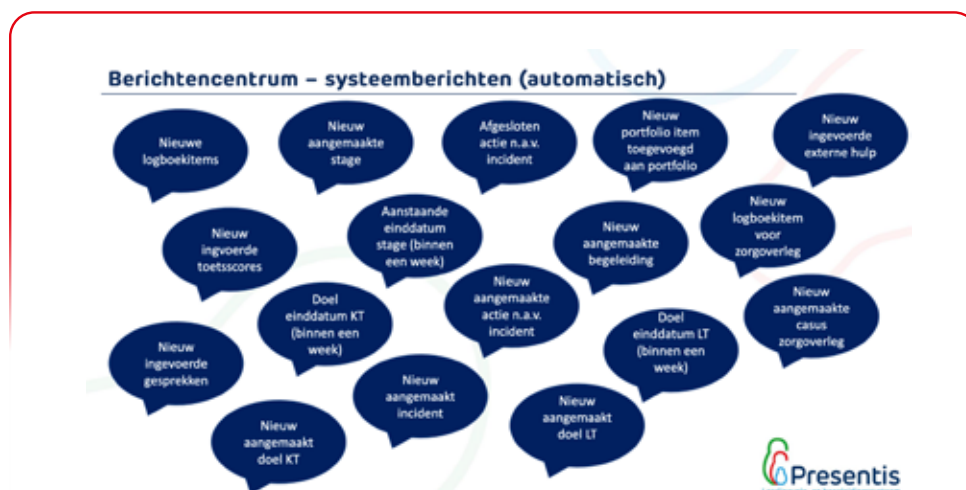 Berichtencentrum – systeemberichten (automatisch)
Nieuwe
logboekitems
Nieuw
aangemaakte
stage
Afgesloten
actie n.a.v.
incident
Nieuw
portfolio item
toegevoegd
aan portfolio
Nieuw
ingevoerde
externe hulp
Nieuw
ingvoerde
toetsscores
Aanstaande
einddatum
stage (binnen
een week)
Nieuw
aangemaakte
begeleiding
Nieuw
logboekitem
voor
zorgoverleg
Doel
einddatum KT
(binnen een
week)
Nieuw
aangemaakte
actie n.a.v.
incident
Doel
einddatum LT
(binnen een
week)
Nieuw
aangemaakte
casus
zorgoverleg
Nieuw
ingevoerde
gesprekken
Nieuw
aangemaakt
incident
Nieuw
aangemaakt
doel KT
Nieuw
aangemaakt
doel LT
Presentis